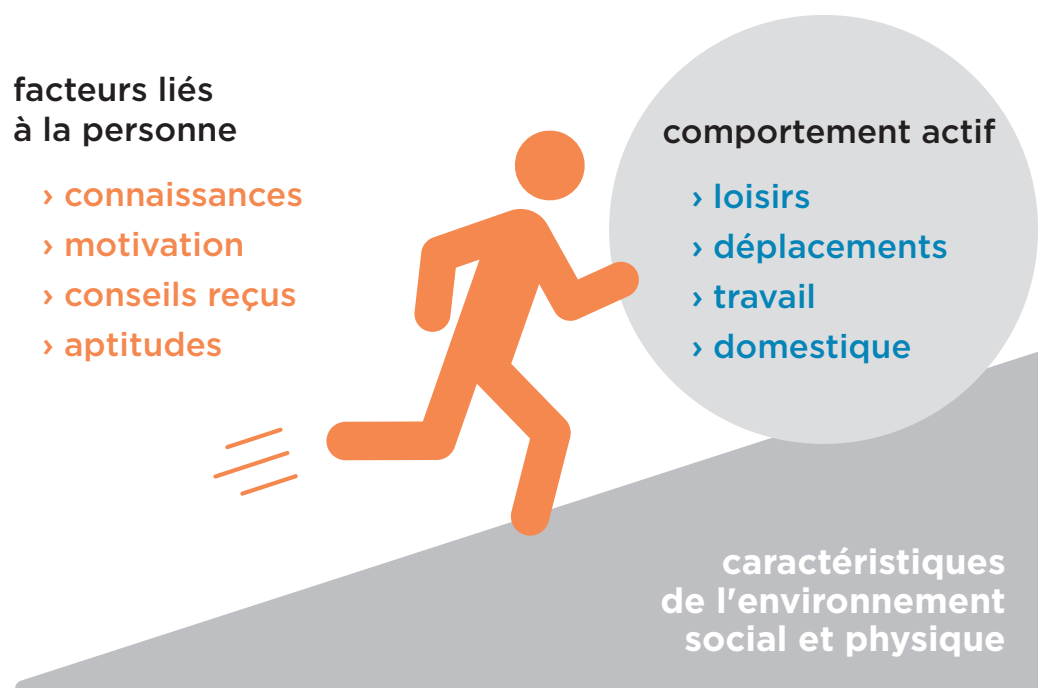 facteurs liés
à la personne
› connaissances
› motivation
› conseils reçus
› aptitudes
comportement actif
› loisirs
› déplacements
› travail
› domestique
caractéristiques
de l'environnement
social et physique